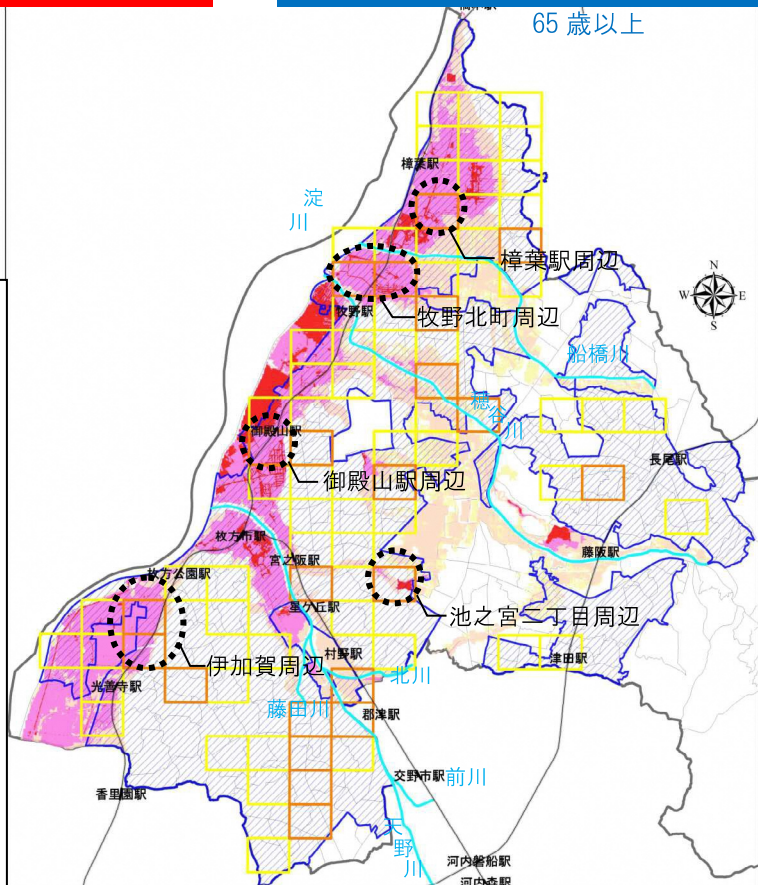 65 歳以上
樟葉駅
淀
川
N
W
E
S
樟葉駅周辺
牧野北町周辺
牧野駅
船橋川
穂
谷
川
御殿山駅
長尾駅
御殿山駅周辺
枚方市駅
宮之阪駅
藤阪駅
枚方公園駅
星ケ丘駅
池之宮二丁目周辺
村野駅
津田駅
伊加賀周辺
北川
光善寺駅
藤田川
郡津駅
交野市駅
前川
香里園駅
天
野
川
河内磐船駅
河内森駅